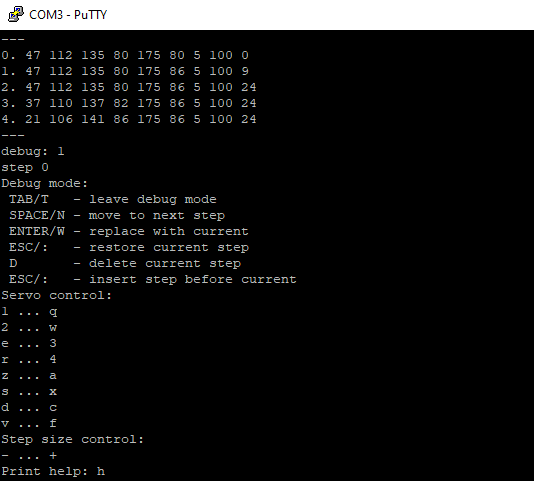 COM3 - PuTTY
---
0. 47 112 135 80 175 80 5 100 0
1. 47 112 135 80 175 86 5 100 9
2. 47 112 135 80 175 86 5 100 24
3. 37 110 137 82 175 86 5 100 24
4. 21 106 141 86 175 86 5 100 24
---
debug: 1
step 0
Debug mode:
 TAB/T   - leave debug mode
 SPACE/N - move to next step
 ENTER/W - replace with current
 ESC/:   - restore current step
 D       - delete current step
 ESC/:   - insert step before current
Servo control:
1 ... q
2 ... w
e ... 3
r ... 4
z ... a
s ... x
d ... c
v ... f
Step size control:
- ... +
Print help: h